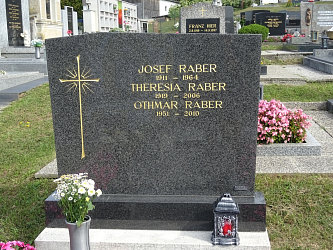 FRANZ HIER
JOSEF RABER
1911 – 1964
THERESIA RABER
1919 – 2006
OTHMAR RABER
1951 – 2010